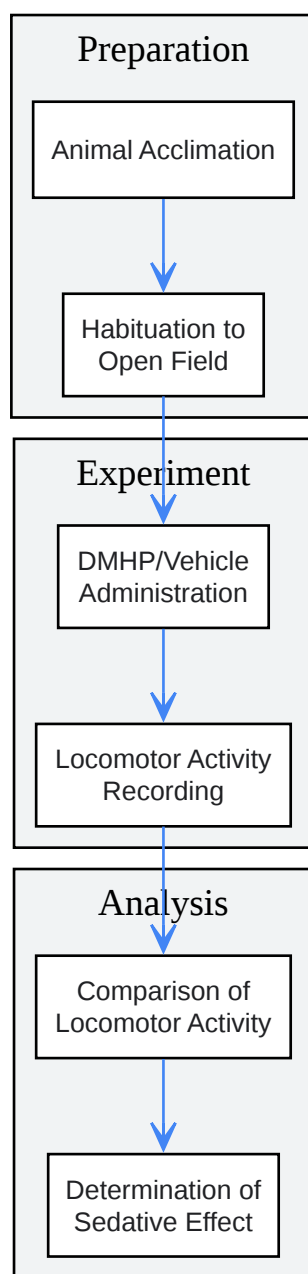 Preparation
Animal Acclimation
Habituation to
Open Field
Experiment
DMHP/Vehicle
Administration
Locomotor Activity
Recording
Analysis
Comparison of
Locomotor Activity
Determination of
Sedative Effect